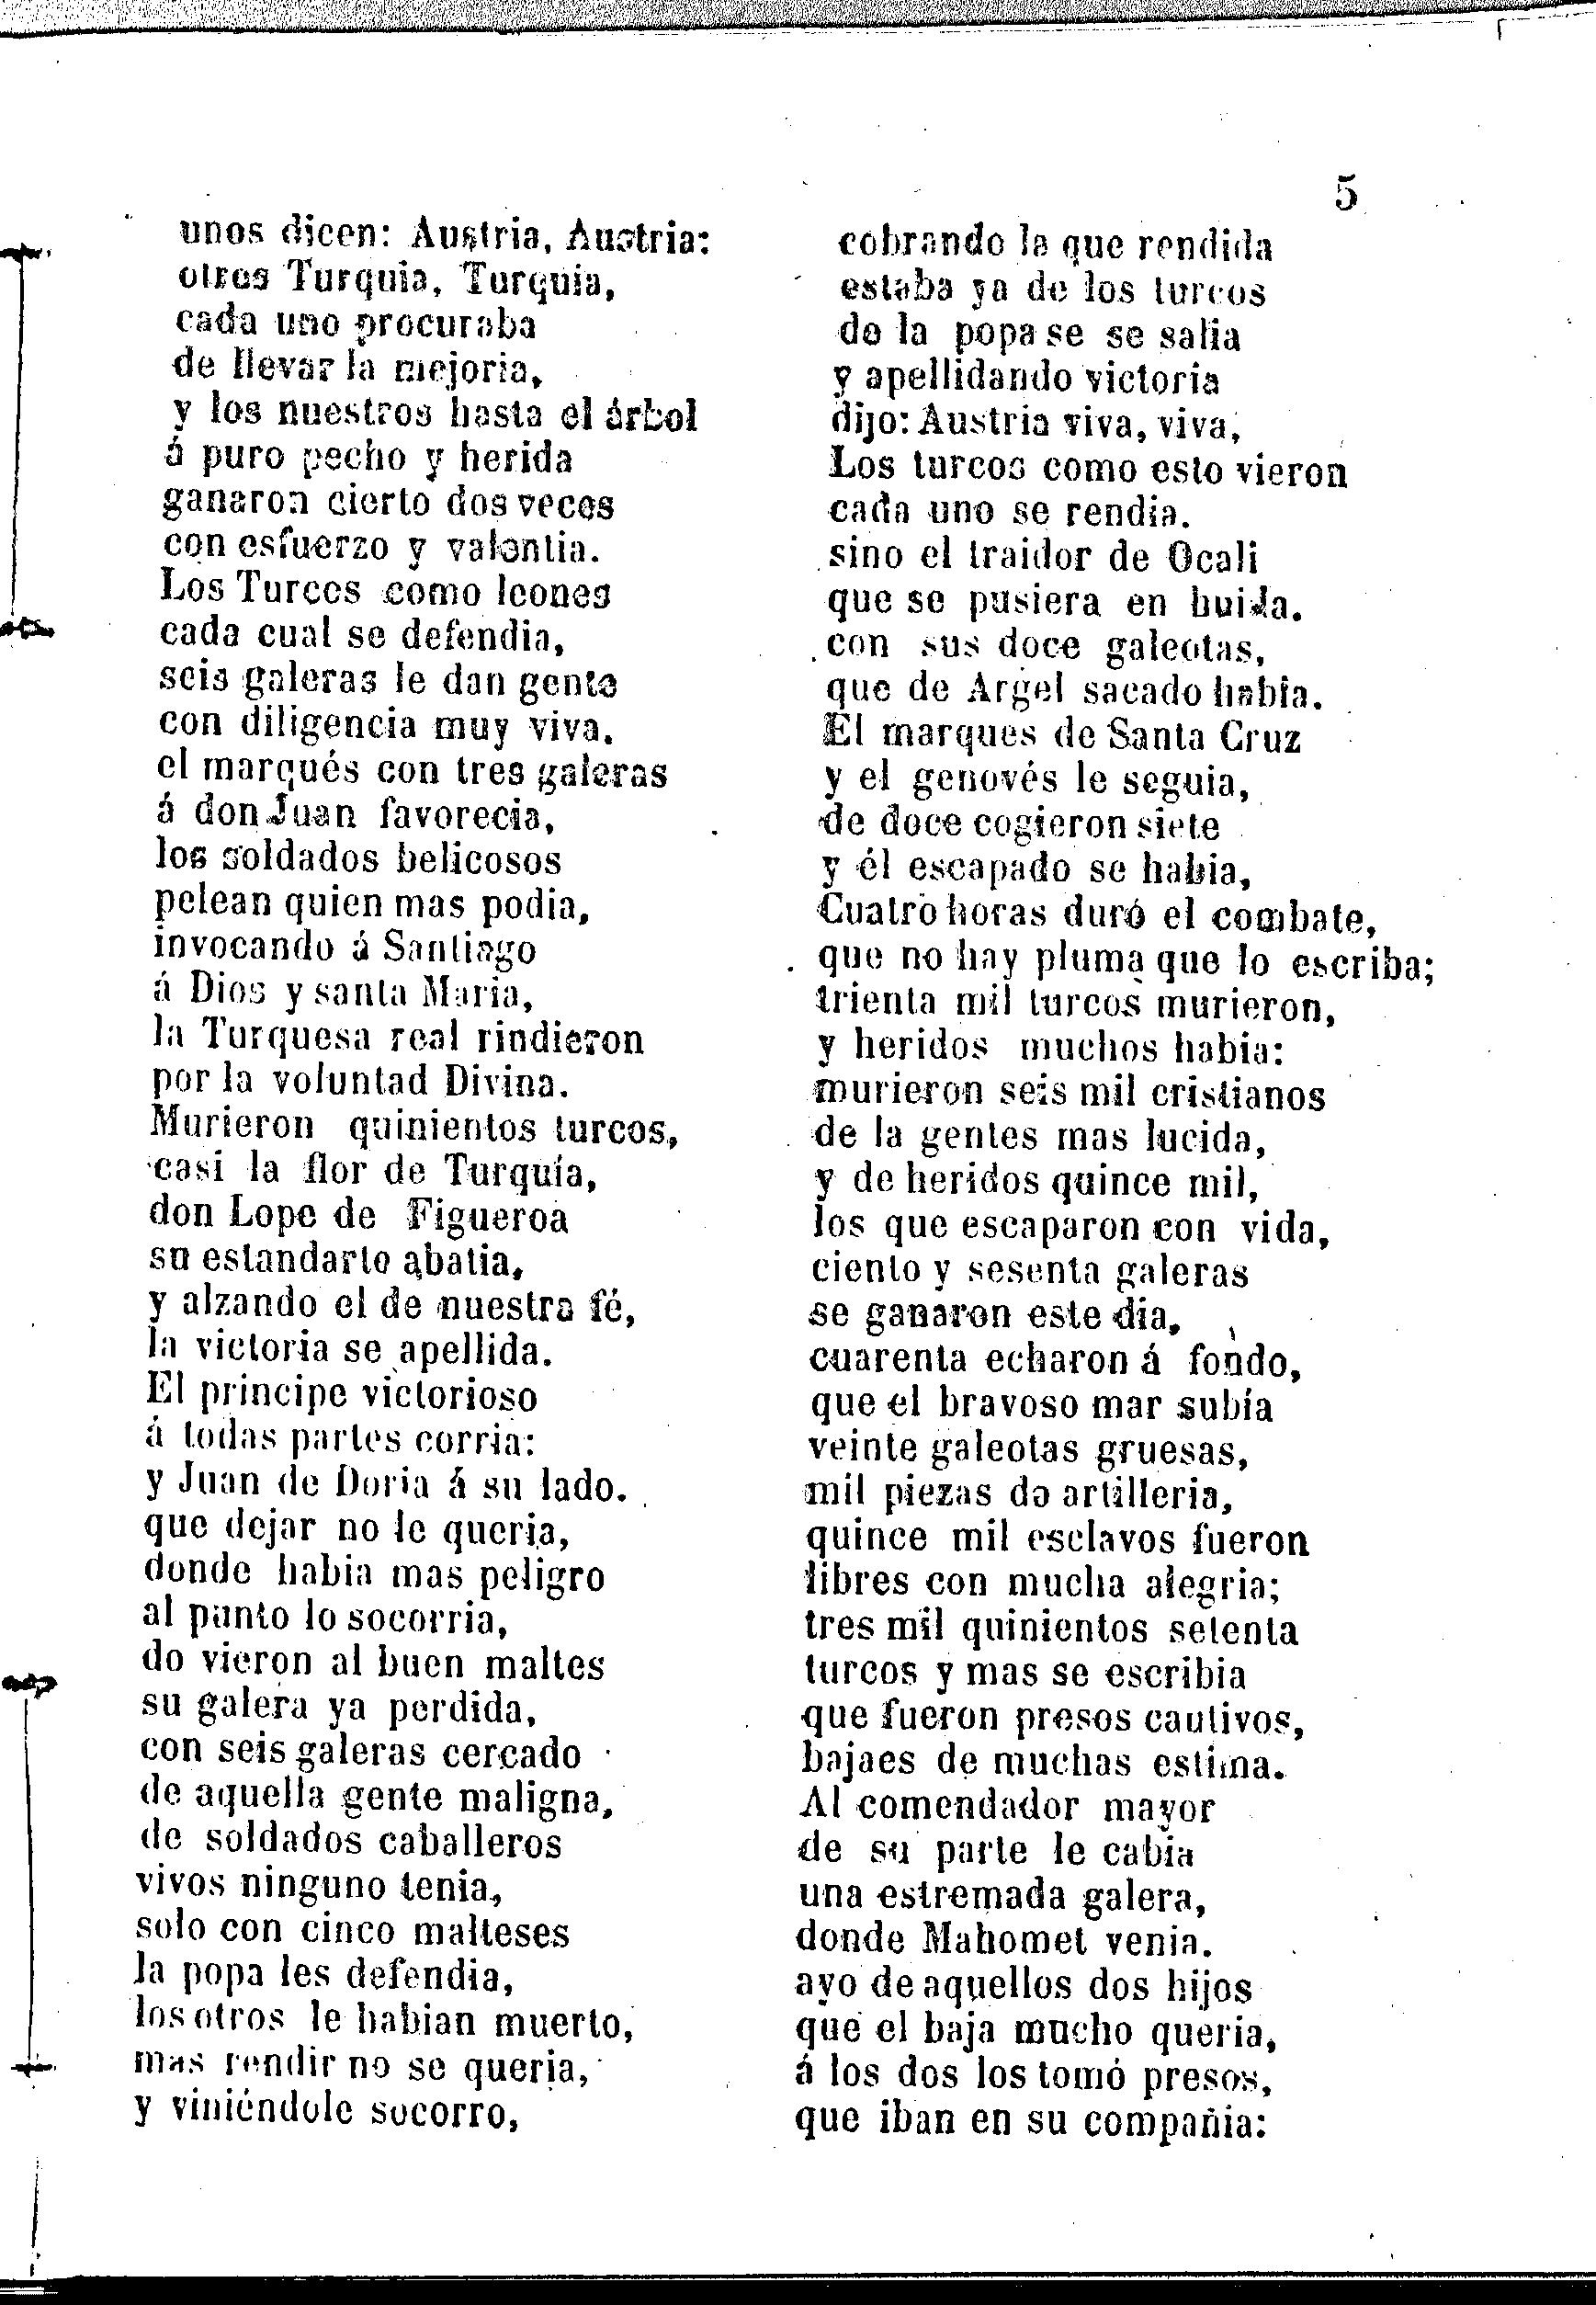 5
unos dicen: Austria, Austria:
otros Turquia, Turquia,
cada uno procuraba
de llevar la mejoria,
y los nuestros hasta el árbol
á puro pecho y herida
ganaron cierto dos veces
con esfuerzo y valentia.
Los Turcos como leones
cada cual se defendia,
seis galeras le dan gente
con diligencia muy viva.
el marqués con tres galeras
á don Juan favorecia,
los soldados belicosos
pelean quien mas podia,
invocando á Santiago
á Dios y santa Maria,
la Turquesa real rindieron
por la voluntad Divina.
Murieron quinientos turcos,
casi la flor de Turquía,
don Lope de Figueroa
su estandarte abatia,
y alzando el de nuestra fé,
la victoria se apellida.
El principe victorioso
á todas partes corria:
y Juan de Doria á su lado.
que dejar no le queria,
donde habia mas peligro
al punto lo socorria,
do vieron al buen maltes
su galera ya perdida,
con seis galeras cercado
de aquella gente maligna,
de soldados caballeros
vivos ninguno tenia,
solo con cinco malteses
la popa les defendia,
los otros le habian muerto,
mas rendir no se queria,
y viniéndole socorro,
cobrando la que rendida
estaba ya de los turcos
de la popa se se salia
y apellidando victoria
dijo: Austria viva, viva,
Los turcos como esto vieron
cada uno se rendia.
sino el traidor de Ocali
que se pusiera en huida.
con sus doce galeotas,
que de Argel sacado habia.
El marques de Santa Cruz
y el genovés le seguia,
de doce cogieron siete
y él escapado se habia,
Cuatro horas duró el combate,
que no hay pluma que lo escriba;
trienta mil turcos murieron,
y heridos muchos habia:
murieron seis mil cristianos
de la gentes mas lucida,
y de heridos quince mil,
los que escaparon con vida,
ciento y sesenta galeras
se ganaron este dia,
cuarenta echaron á fondo,
que el bravoso mar subía
veinte galeotas gruesas,
mil piezas de artilleria,
quince mil esclavos fueron
libres con mucha alegria;
tres mil quinientos setenta
turcos y mas se escribia
que fueron presos cautivos,
bajaes de muchas estima.
Al comendador mayor
de su parte le cabia
una estremada galera,
donde Mahomet venia.
ayo de aquellos dos hijos
que el baja mucho queria,
á los dos los tomó presos,
que iban en su compañia: